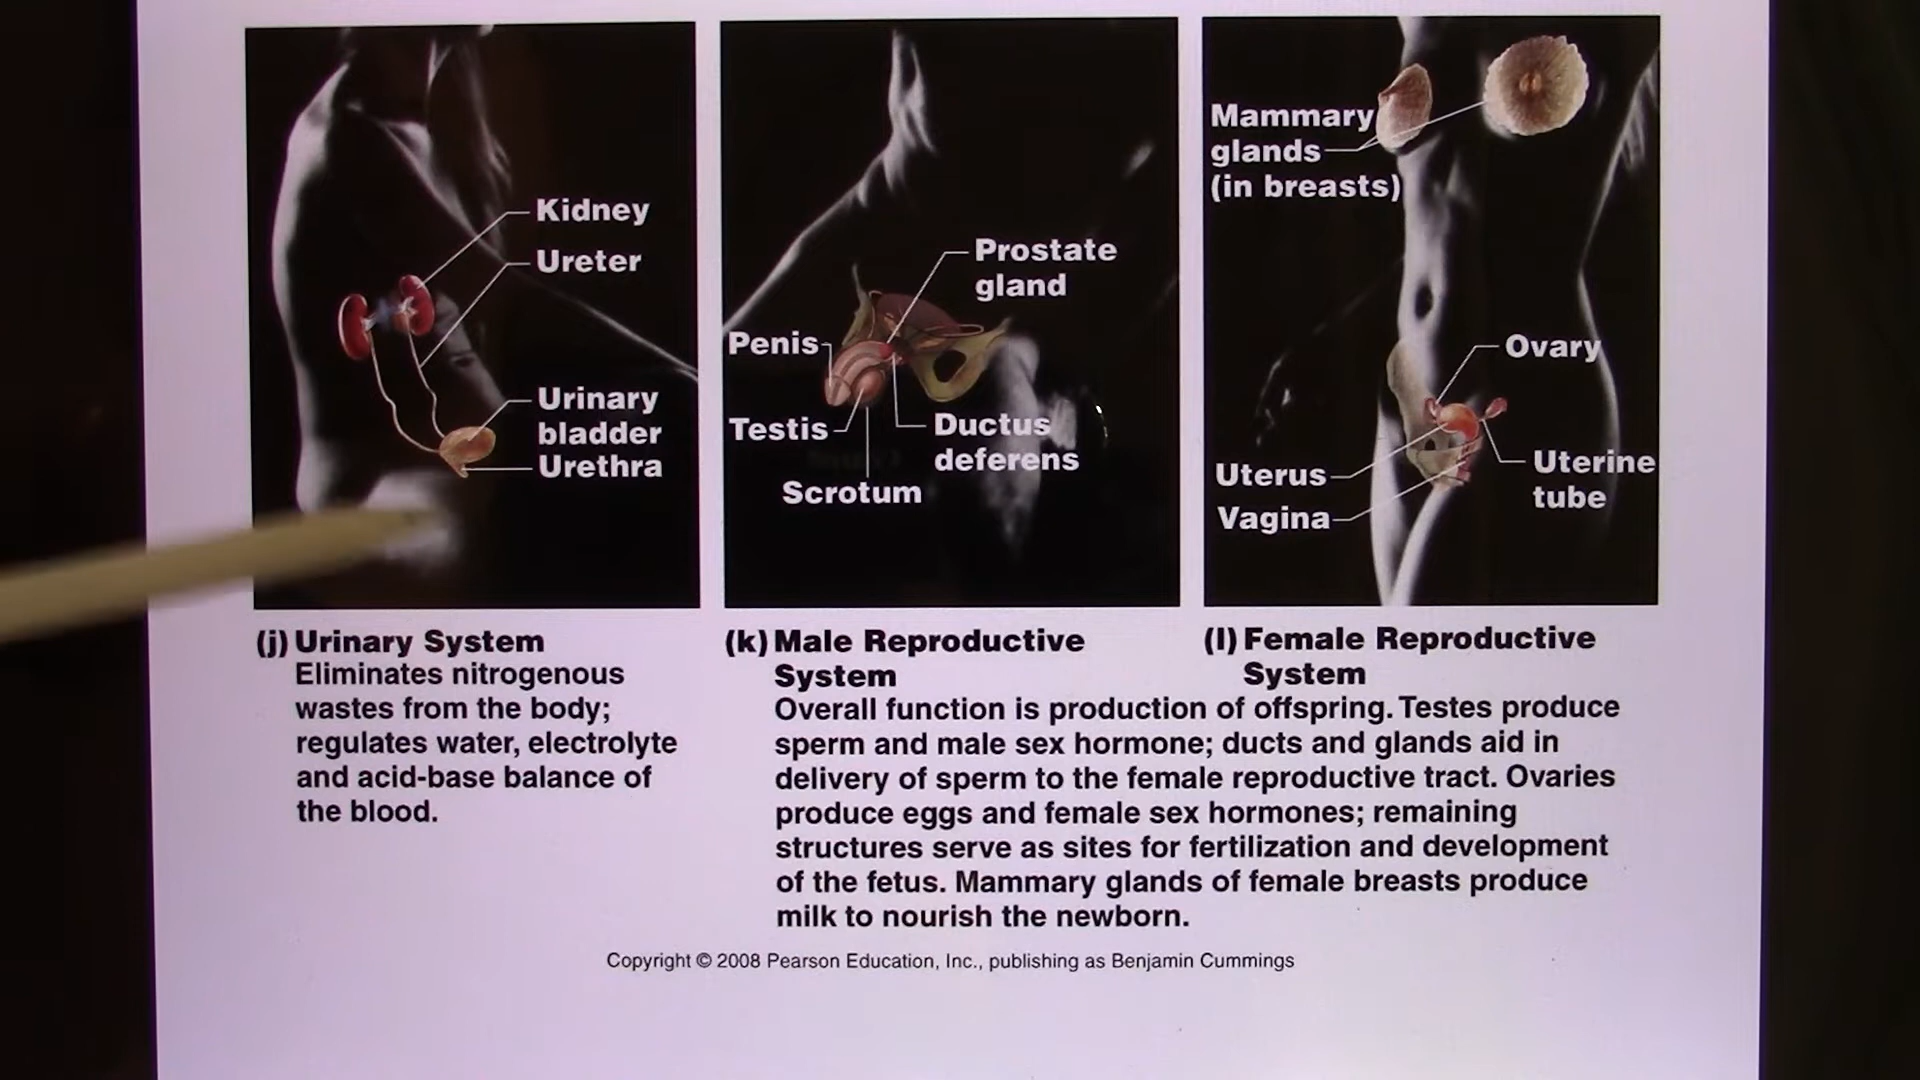 Kidney
Ureter
Urinary
bladder
Urethra
(j) Urinary System
Eliminates nitrogenous
wastes from the body;
regulates water, electrolyte
and acid-base balance of
the blood.
Prostate
gland
Penis
Testis
Ductus
deferens
Scrotum
Mammary
glands
(in breasts)
Ovary
Uterus
Vagina
Uterine
tube
(k) Male Reproductive
System
(l) Female Reproductive
System
Overall function is production of offspring. Testes produce
sperm and male sex hormone; ducts and glands aid in
delivery of sperm to the female reproductive tract. Ovaries
produce eggs and female sex hormones; remaining
structures serve as sites for fertilization and development
of the fetus. Mammary glands of female breasts produce
milk to nourish the newborn.
Copyright © 2008 Pearson Education, Inc., publishing as Benjamin Cummings